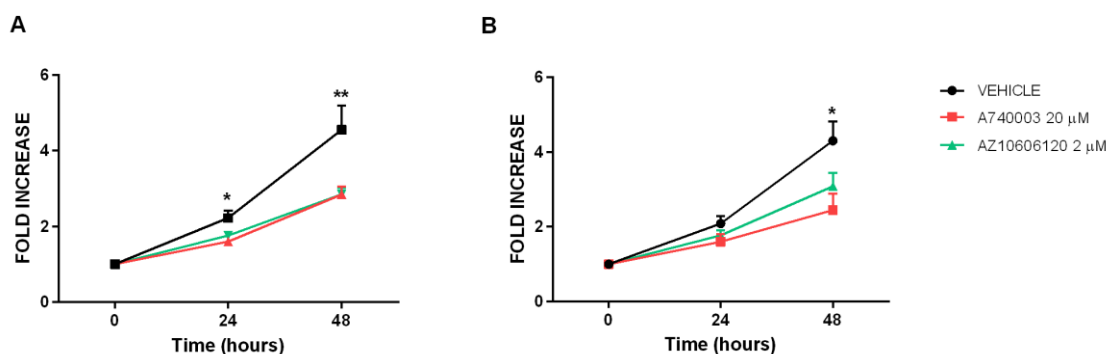 A
FOLD INCREASE
6
4
2
0
*
**
0
24
48
Time (hours)
B
FOLD INCREASE
6
4
2
0
*
0
24
48
Time (hours)
VEHICLE
A740003 20 μM
AZ10606120 2 μM